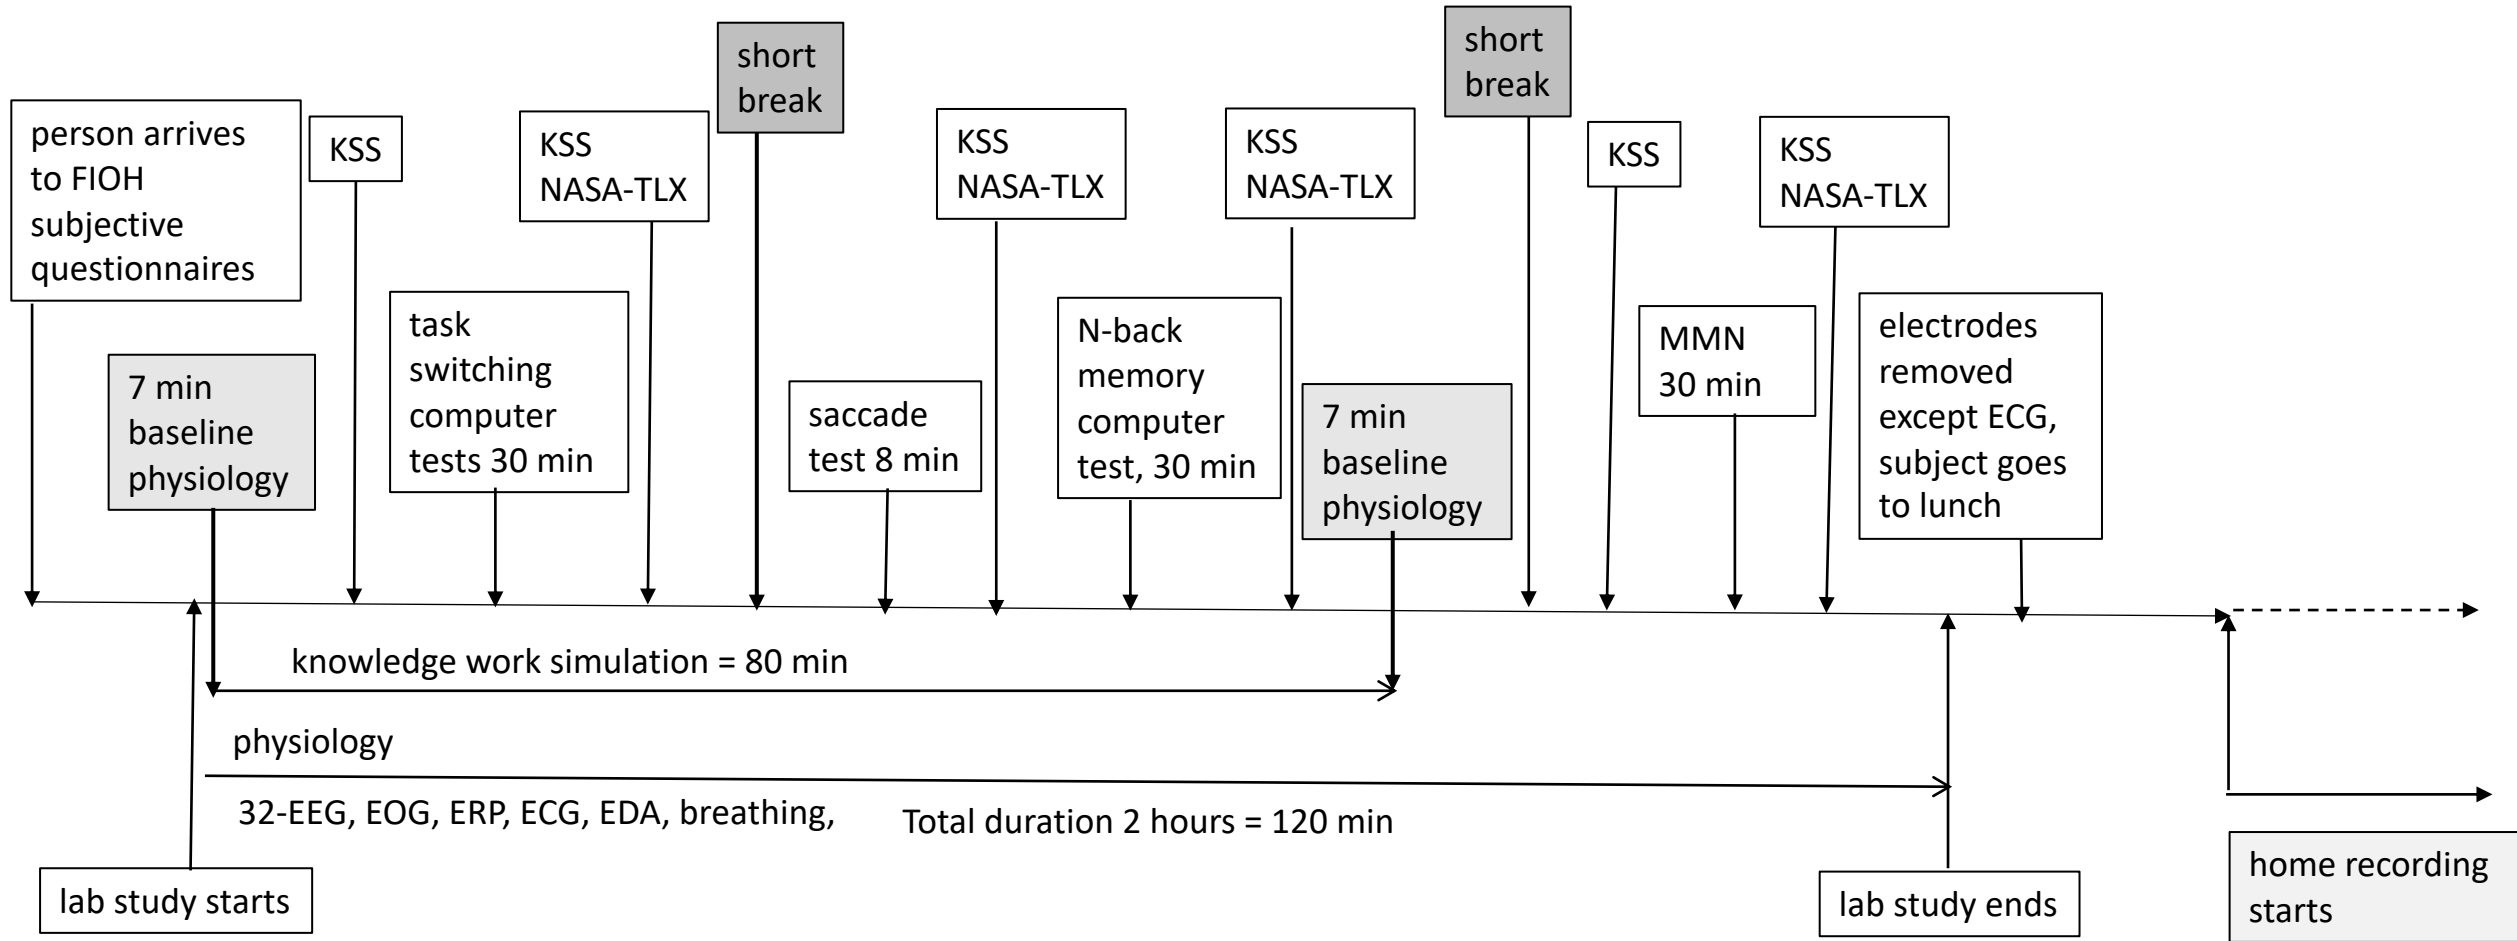 person arrives
to FIOH
subjective
questionnaires
7 min
baseline
physiology
KSS
task
switching
computer
tests 30 min
KSS
NASA-TLX
short
break
saccade
test 8 min
KSS
NASA-TLX
N-back
memory
computer
test, 30 min
KSS
NASA-TLX
7 min
baseline
physiology
short
break
KSS
MMN
30 min
KSS
NASA-TLX
electrodes
removed
except ECG,
subject goes
to lunch
knowledge work simulation = 80 min
physiology
32-EEG, EOG, ERP, ECG, EDA, breathing,
Total duration 2 hours = 120 min
lab study starts
lab study ends
home recording
starts